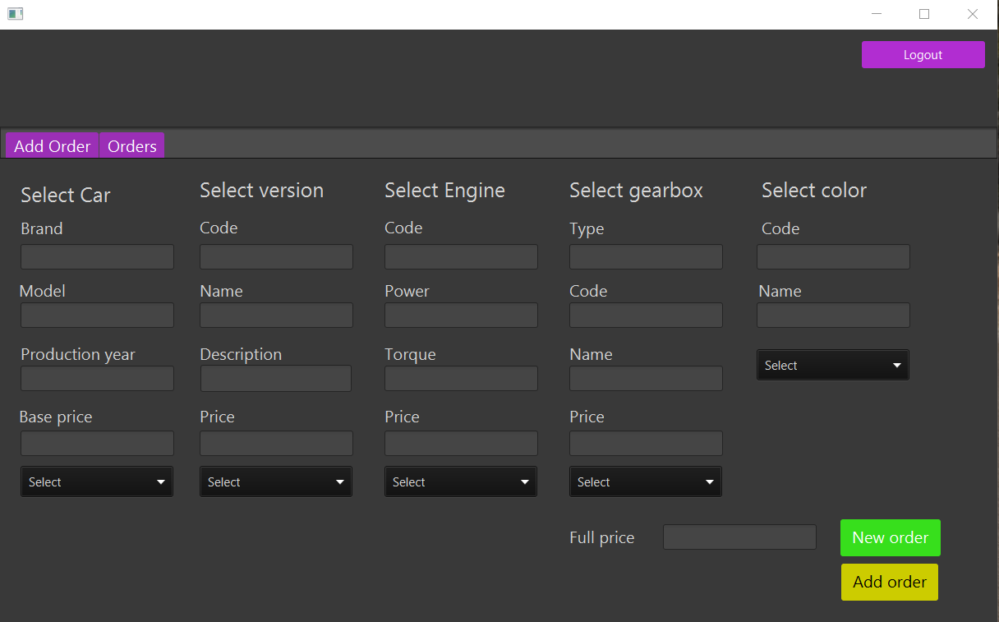 Logout
Add Order Orders
Select Car Select version Select Engine Select gearbox Select color
Brand Code Code Type Code
Model Name Power Code Name
Production year Description Torque Name
Select
Base price Price Price Price
Select Select Select Select
Full price New order
Add order